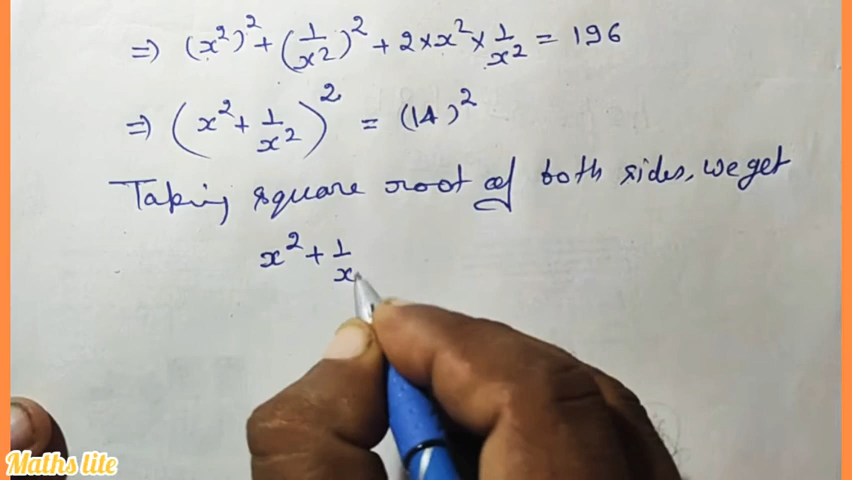 ⇒ (x²)² + (1/x²)² + 2 × x² × 1/x² = 196
⇒ (x² + 1/x²)² = (14)²
Taking square root of both sides, we get
x² + 1/x
Maths lite